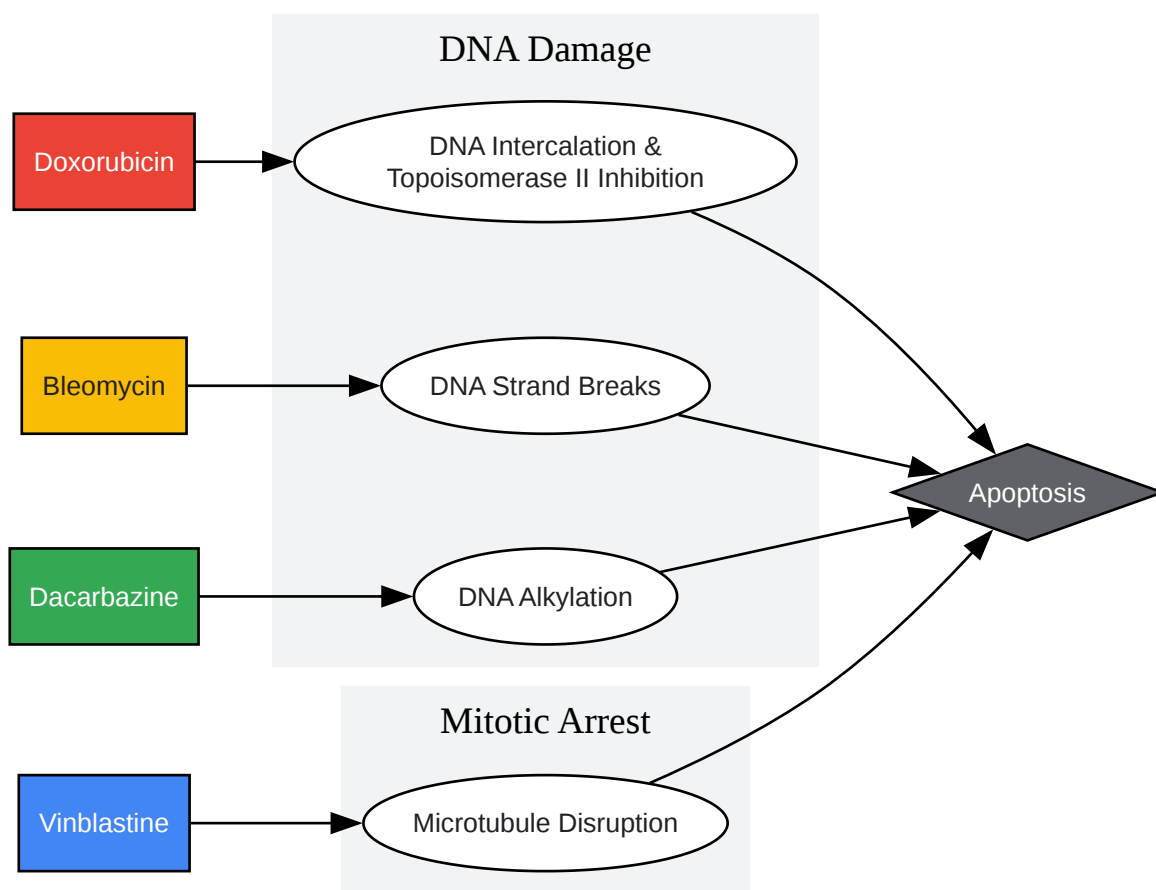 DNA Damage
Doxorubicin
DNA Intercalation &
Topoisomerase II Inhibition
Bleomycin
DNA Strand Breaks
Apoptosis
Dacarbazine
DNA Alkylation
Mitotic Arrest
Vinblastine
Microtubule Disruption